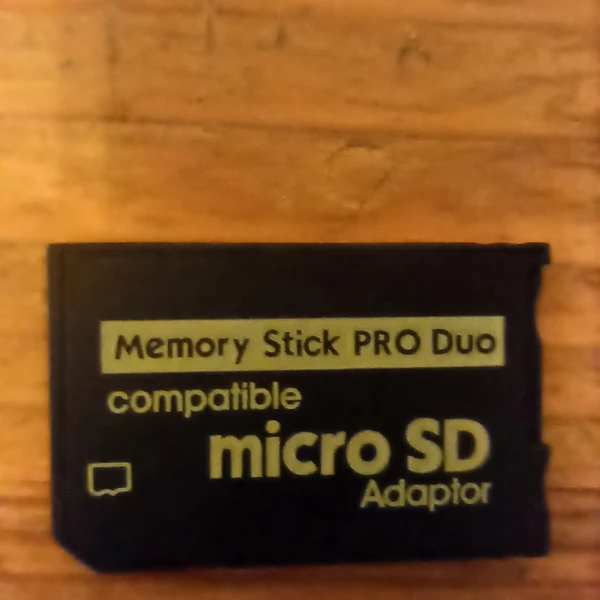 Memory Stick PRO Duo
compatible
micro SD
Adaptor